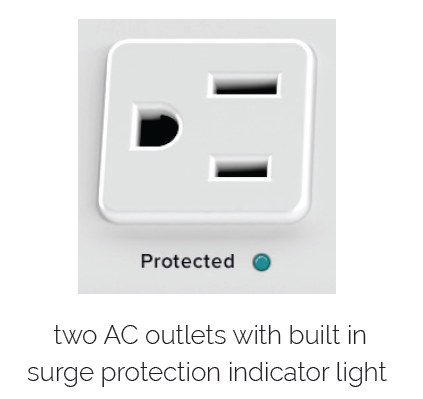 Protected
two AC outlets with built in
surge protection indicator light